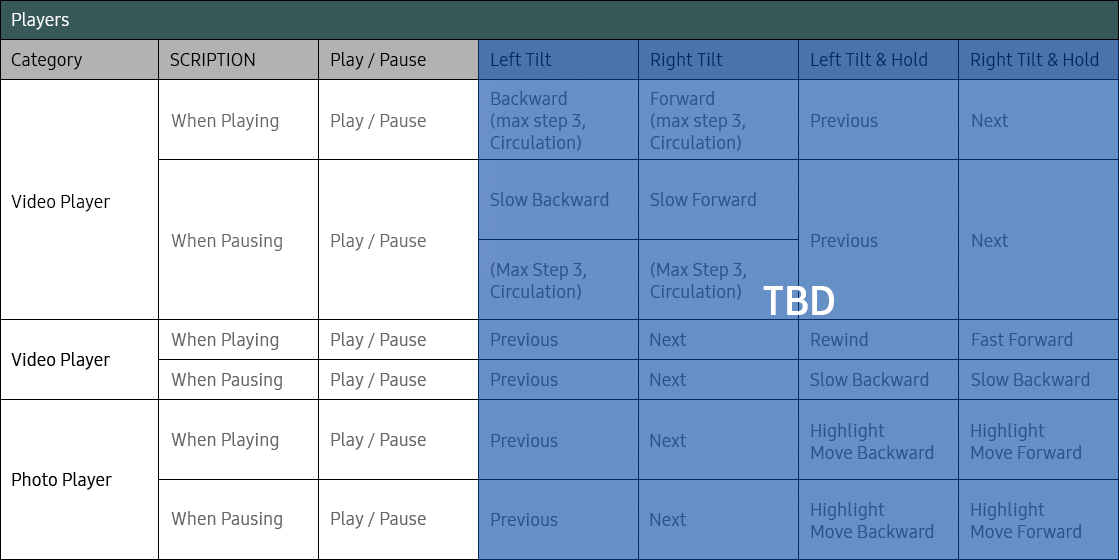 Players
Category SCRIPTION Play / Pause Left Tilt Right Tilt Left Tilt & Hold Right Tilt & Hold
Video Player
When Playing Play / Pause
Backward
(max step 3,
Circulation)
Forward
(max step 3,
Circulation)
Previous Next
When Pausing Play / Pause
Slow Backward
(Max Step 3,
Circulation)
Slow Forward
(Max Step 3,
Circulation)
Previous Next
TBD
Video Player
When Playing Play / Pause Previous Next Rewind Fast Forward
When Pausing Play / Pause Previous Next Slow Backward Slow Backward
Photo Player
When Playing Play / Pause Previous Next
Highlight
Move Backward
Highlight
Move Forward
When Pausing Play / Pause Previous Next
Highlight
Move Backward
Highlight
Move Forward